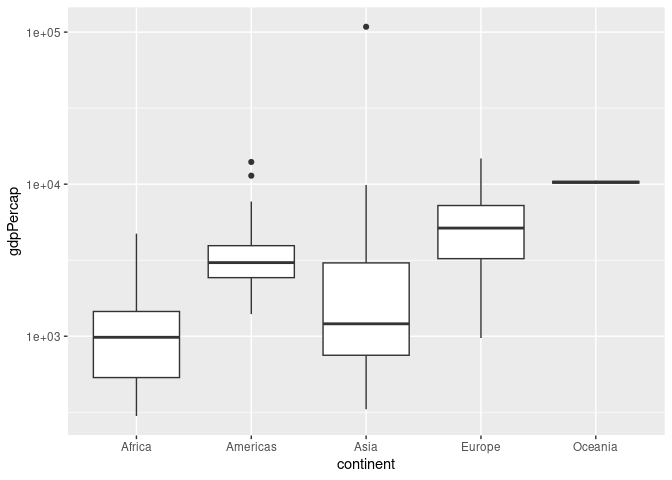 1e+05
1e+04
1e+03
gdpPercap
Africa Americas Asia Europe Oceania
continent